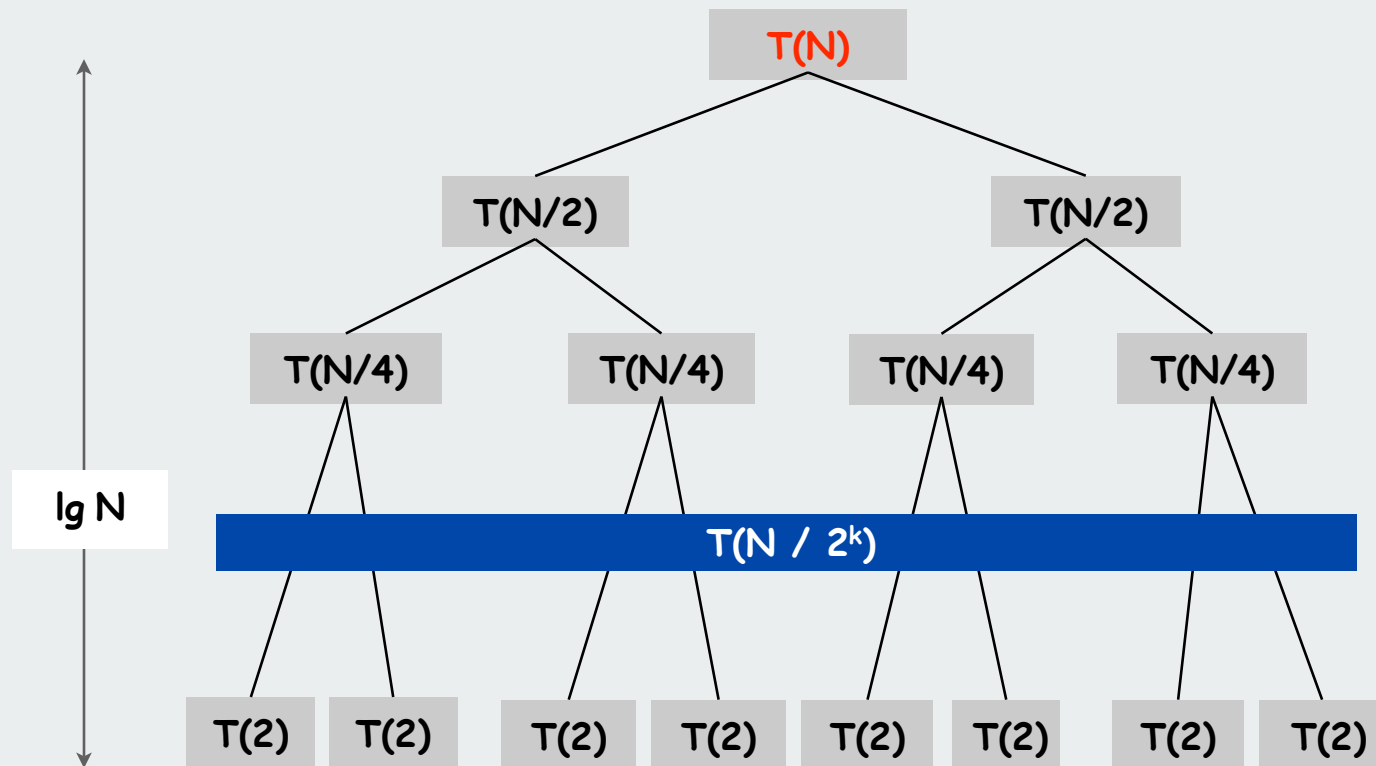 T(N)
T(N/2) T(N/2)
T(N/4) T(N/4) T(N/4) T(N/4)
lg N
T(N / 2ᵏ)
T(2) T(2) T(2) T(2) T(2) T(2) T(2) T(2)